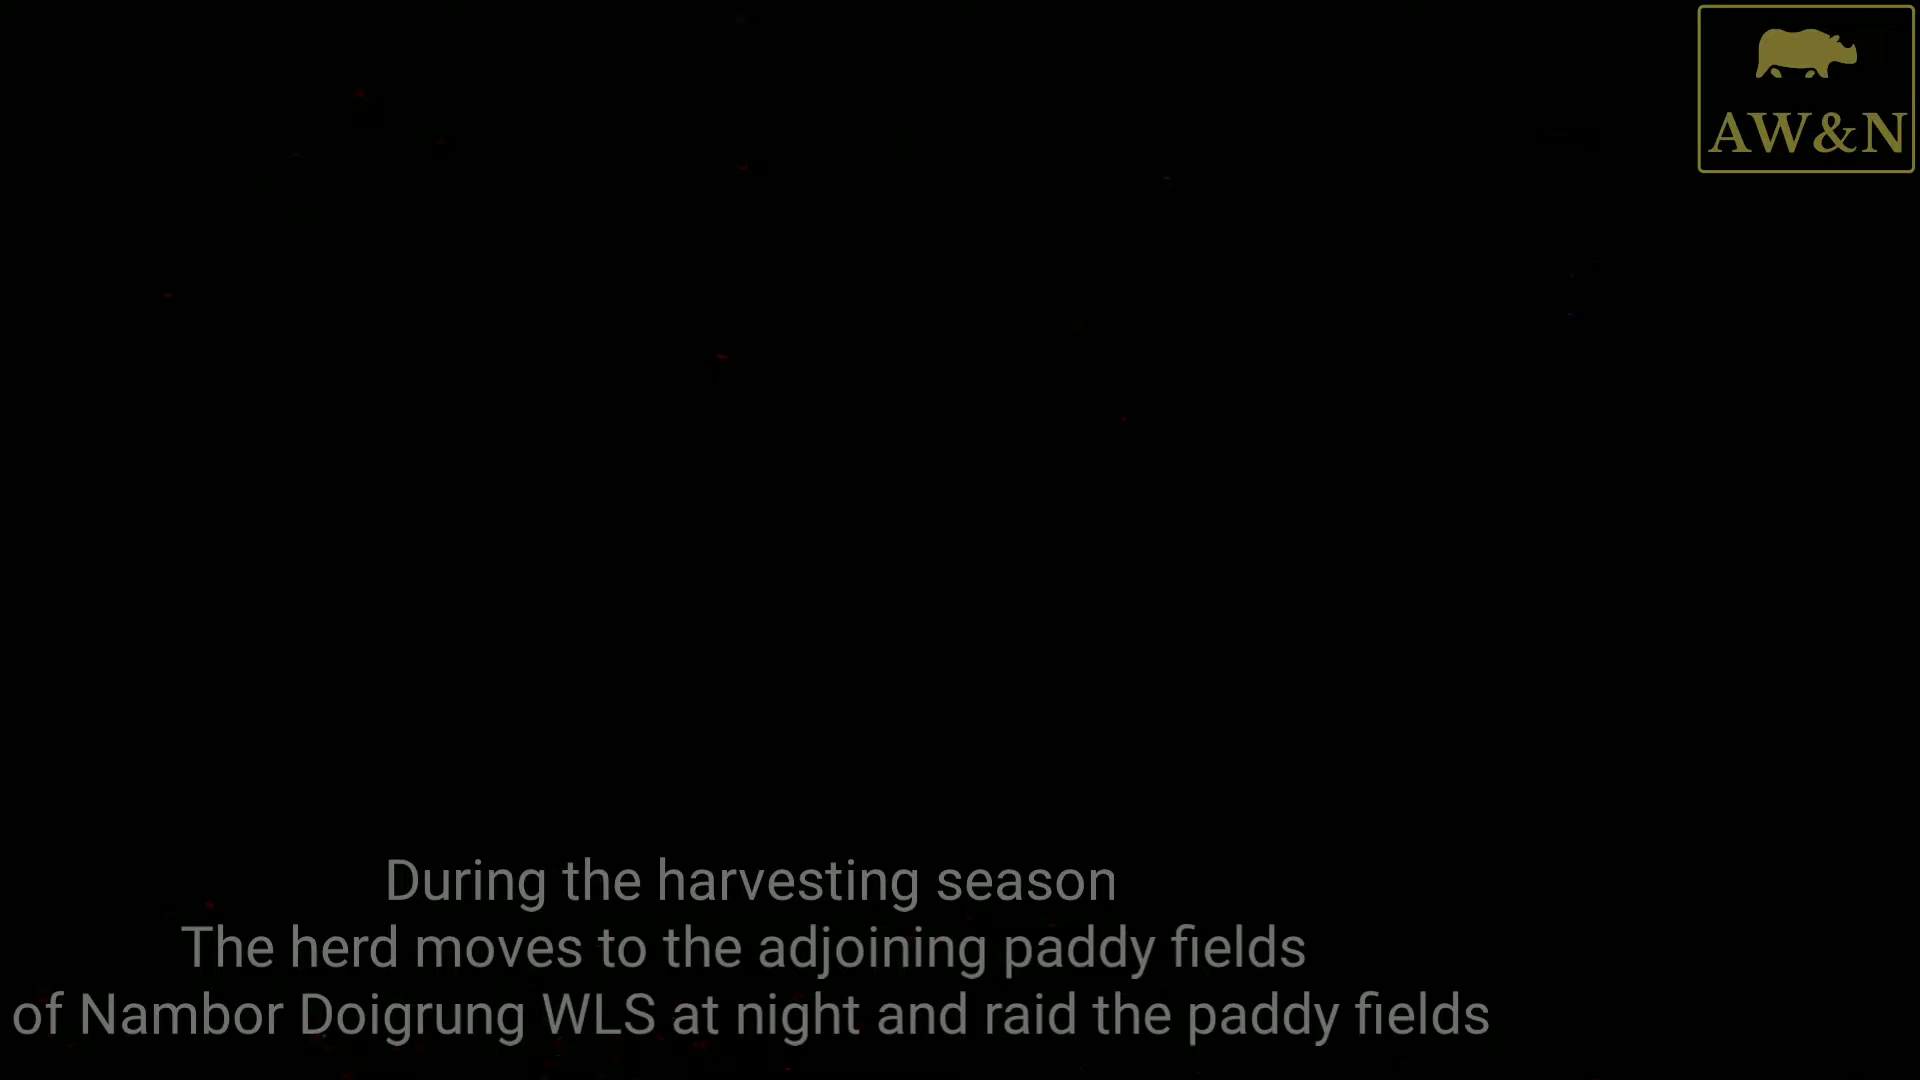 AW&N
During the harvesting season
The herd moves to the adjoining paddy fields
of Nambor Doigrung WLS at night and raid the paddy fields